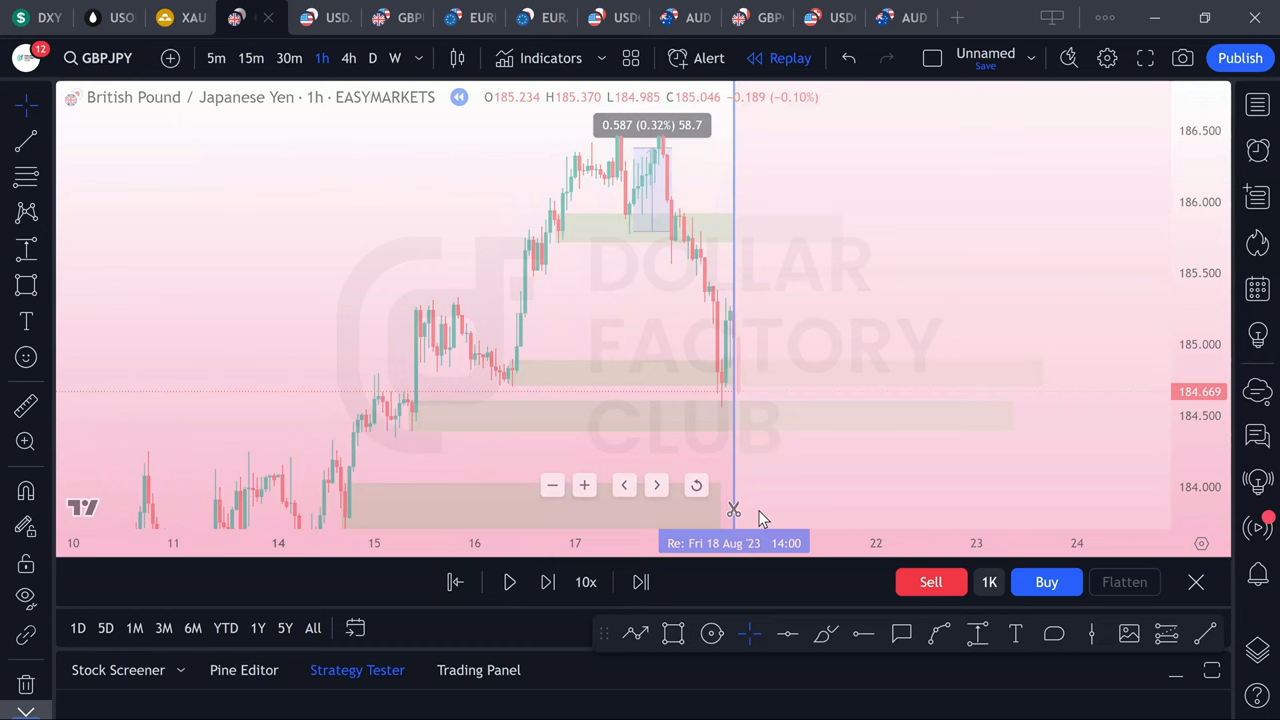 DXY USO XAU USD. GBP EUR EUR. USD AUD GBP USD AUD
12 GBPJPY 5m 15m 30m 1h 4h D W Indicators Alert Replay Unnamed Save Publish
British Pound / Japanese Yen · 1h · EASYMARKETS O185.234 H185.370 L184.985 C185.046 −0.189 (−0.10%)
0.587 (0.32%) 58.7
186.500
186.000
185.500
185.000
184.669
184.500
184.000
DOLLAR
FACTORY
CLUB
10 11 14 15 16 17 Re: Fri 18 Aug '23 14:00 22 23 24
10x Sell 1K Buy Flatten
1D 5D 1M 3M 6M YTD 1Y 5Y All
Stock Screener Pine Editor Strategy Tester Trading Panel